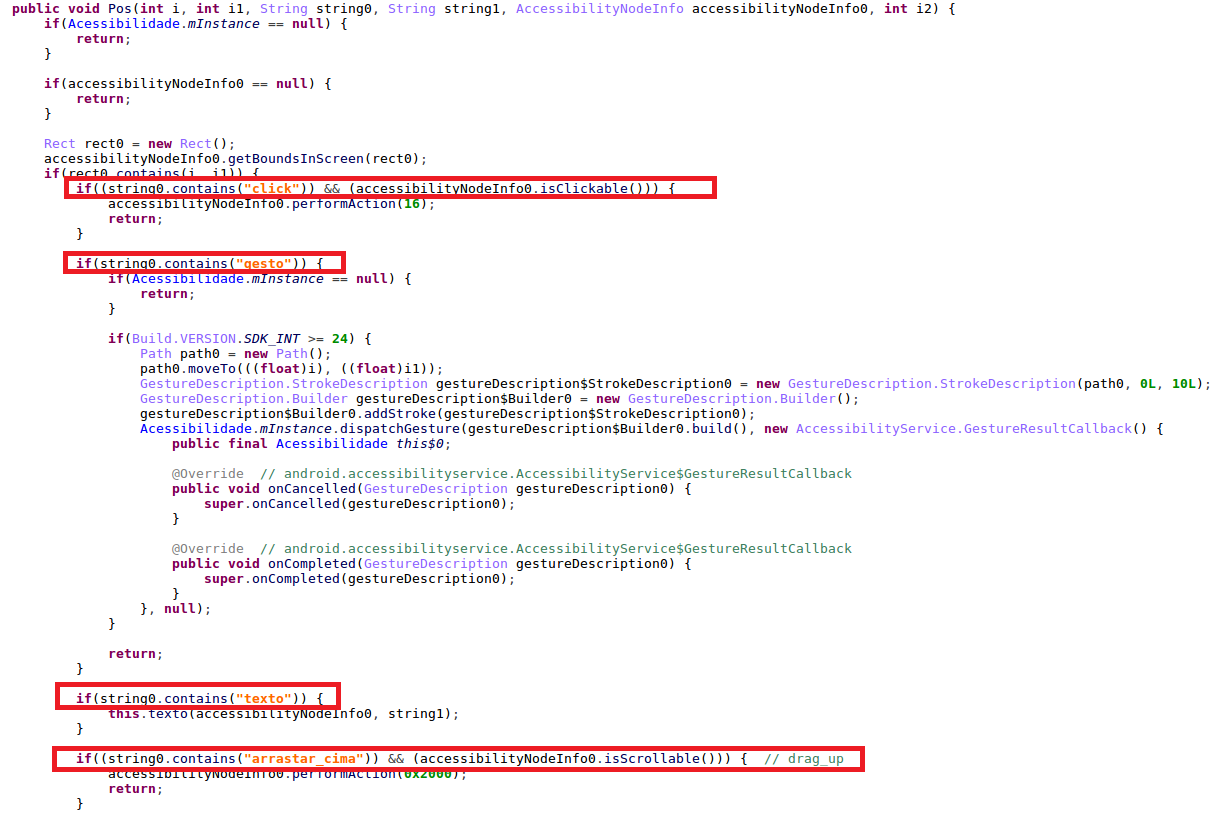 public void Pos(int i, int i1, String string0, String string1, AccessibilityNodeInfo accessibilityNodeInfo0, int i2) {
if(Acessibilidade.mInstance == null) {
return;
}
if(accessibilityNodeInfo0 == null) {
return;
}
Rect rect0 = new Rect();
accessibilityNodeInfo0.getBoundsInScreen(rect0);
if(rect0.contains(i, i1)) {
if((string0.contains("click")) && (accessibilityNodeInfo0.isClickable())) {
accessibilityNodeInfo0.performAction(16);
return;
}
if(string0.contains("gesto")) {
if(Acessibilidade.mInstance == null) {
return;
}
if(Build.VERSION.SDK_INT >= 24) {
Path path0 = new Path();
path0.moveTo(((float)i), ((float)i1));
GestureDescription.StrokeDescription gestureDescription$StrokeDescription0 = new GestureDescription.StrokeDescription(path0, 0L, 10L);
GestureDescription.Builder gestureDescription$Builder0 = new GestureDescription.Builder();
gestureDescription$Builder0.addStroke(gestureDescription$StrokeDescription0);
Acessibilidade.mInstance.dispatchGesture(gestureDescription$Builder0.build(), new AccessibilityService.GestureResultCallback() {
public final Acessibilidade this$0;
@Override // android.accessibilityservice.AccessibilityService$GestureResultCallback
public void onCancelled(GestureDescription gestureDescription0) {
super.onCancelled(gestureDescription0);
}
@Override // android.accessibilityservice.AccessibilityService$GestureResultCallback
public void onCompleted(GestureDescription gestureDescription0) {
super.onCompleted(gestureDescription0);
}
}, null);
}
return;
}
if(string0.contains("texto")) {
this.texto(accessibilityNodeInfo0, string1);
}
if((string0.contains("arrastar_cima")) && (accessibilityNodeInfo0.isScrollable())) { // drag_up
accessibilityNodeInfo0.performAction(0x2000);
return;
}